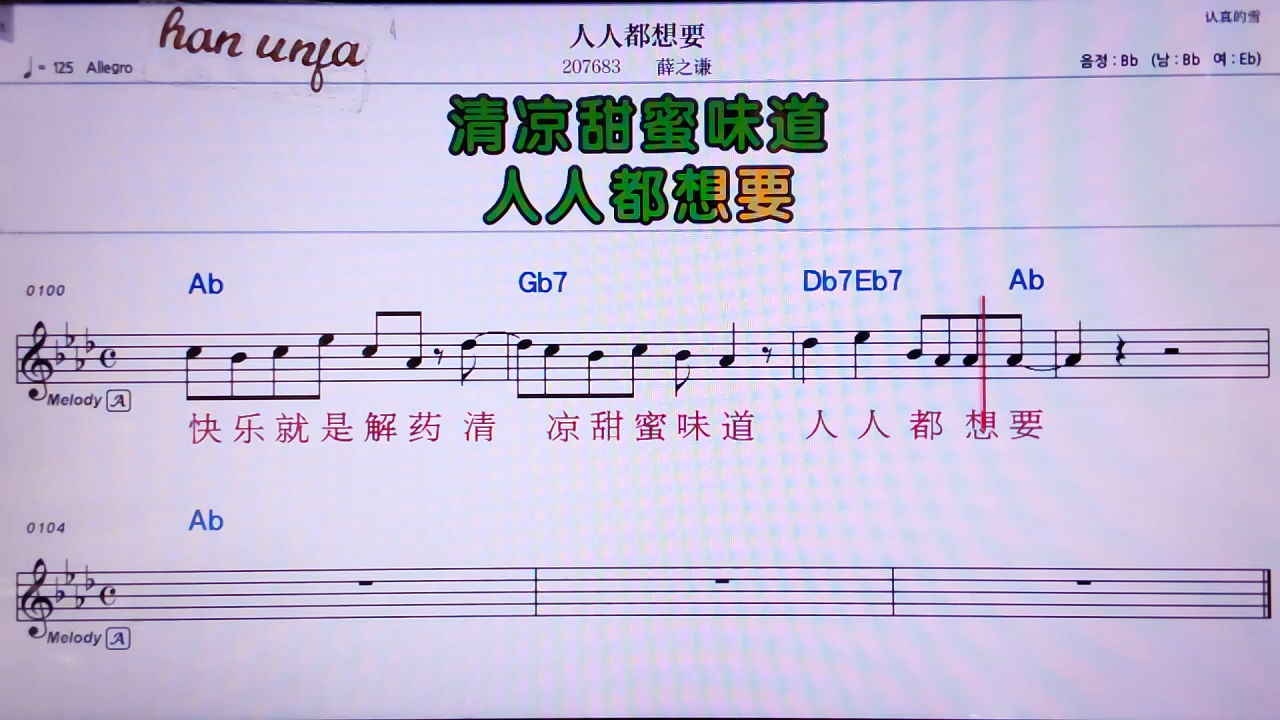 han unfa
人人都想要
认真的雪
♩= 125 Allegro
207683 薛之谦
음정 : Bb (남 : Bb 여 : Eb)
清凉甜蜜味道
人人都想要
0100 Ab Gb7 Db7Eb7 Ab
Melody A
快乐就是解药清 凉甜蜜味道 人人都想要
0104 Ab
Melody A